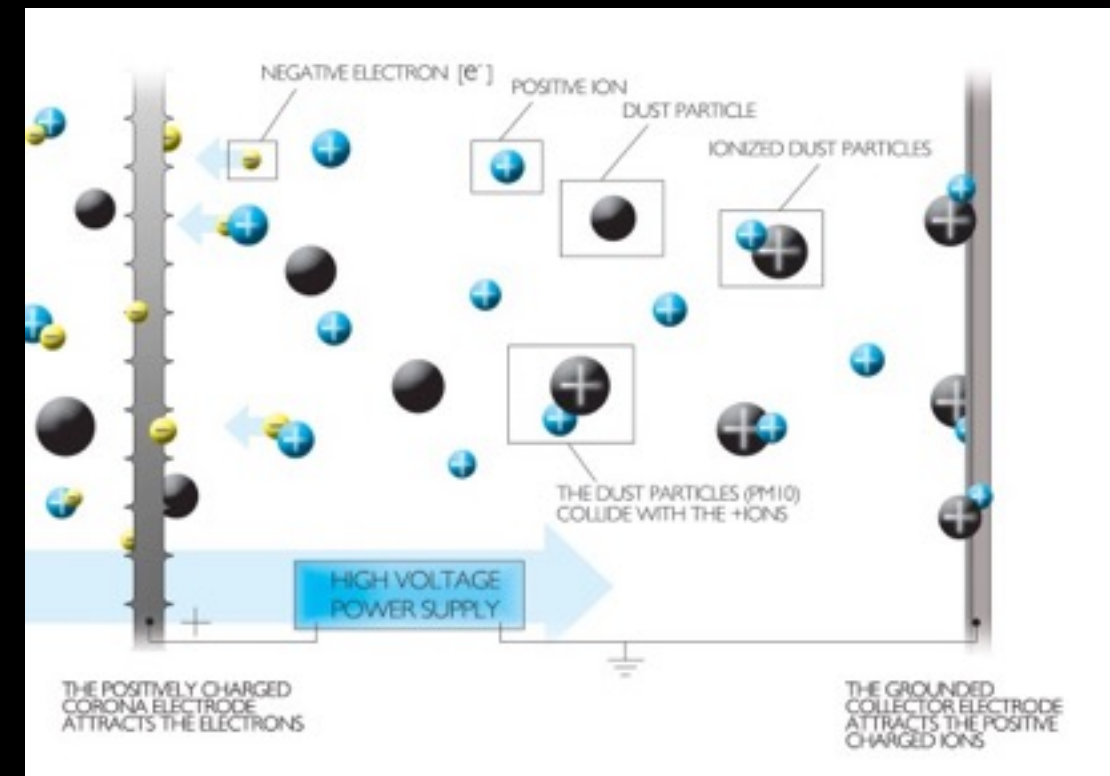 NEGATIVE ELECTRON [e⁻]
POSITIVE ION
DUST PARTICLE
IONIZED DUST PARTICLES
THE DUST PARTICLES (PM10)
COLLIDE WITH THE +IONS
HIGH VOLTAGE
POWER SUPPLY
THE POSITIVELY CHARGED
CORONA ELECTRODE
ATTRACTS THE ELECTRONS
THE GROUNDED
COLLECTOR ELECTRODE
ATTRACTS THE POSITIVE
CHARGED IONS